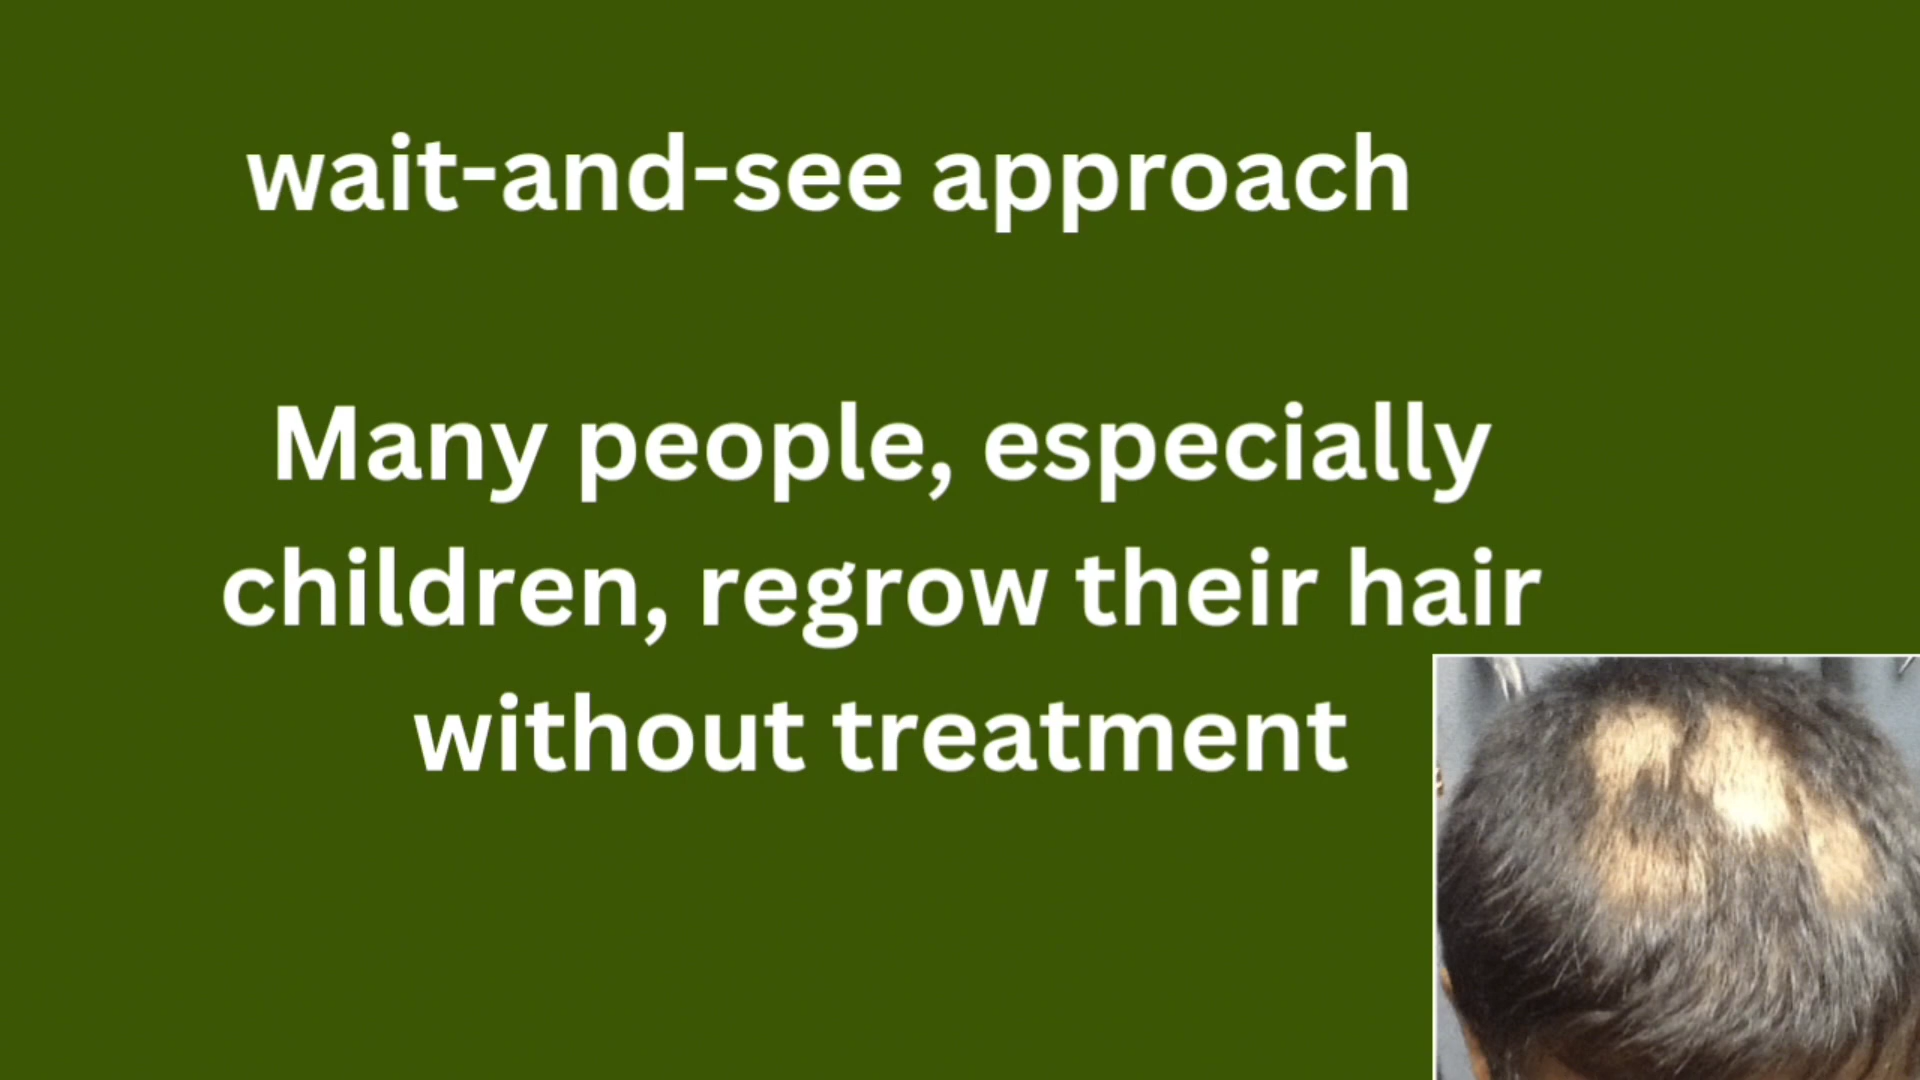 wait-and-see approach
Many people, especially
children, regrow their hair
without treatment